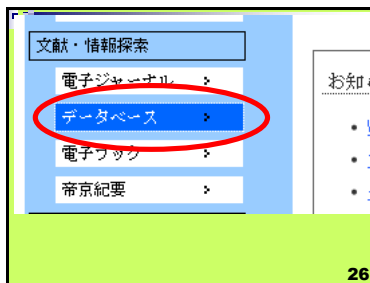 文献・情報探索
電子ジャーナル >
データベース >
電子ブック >
帝京紀要 >
お知
26